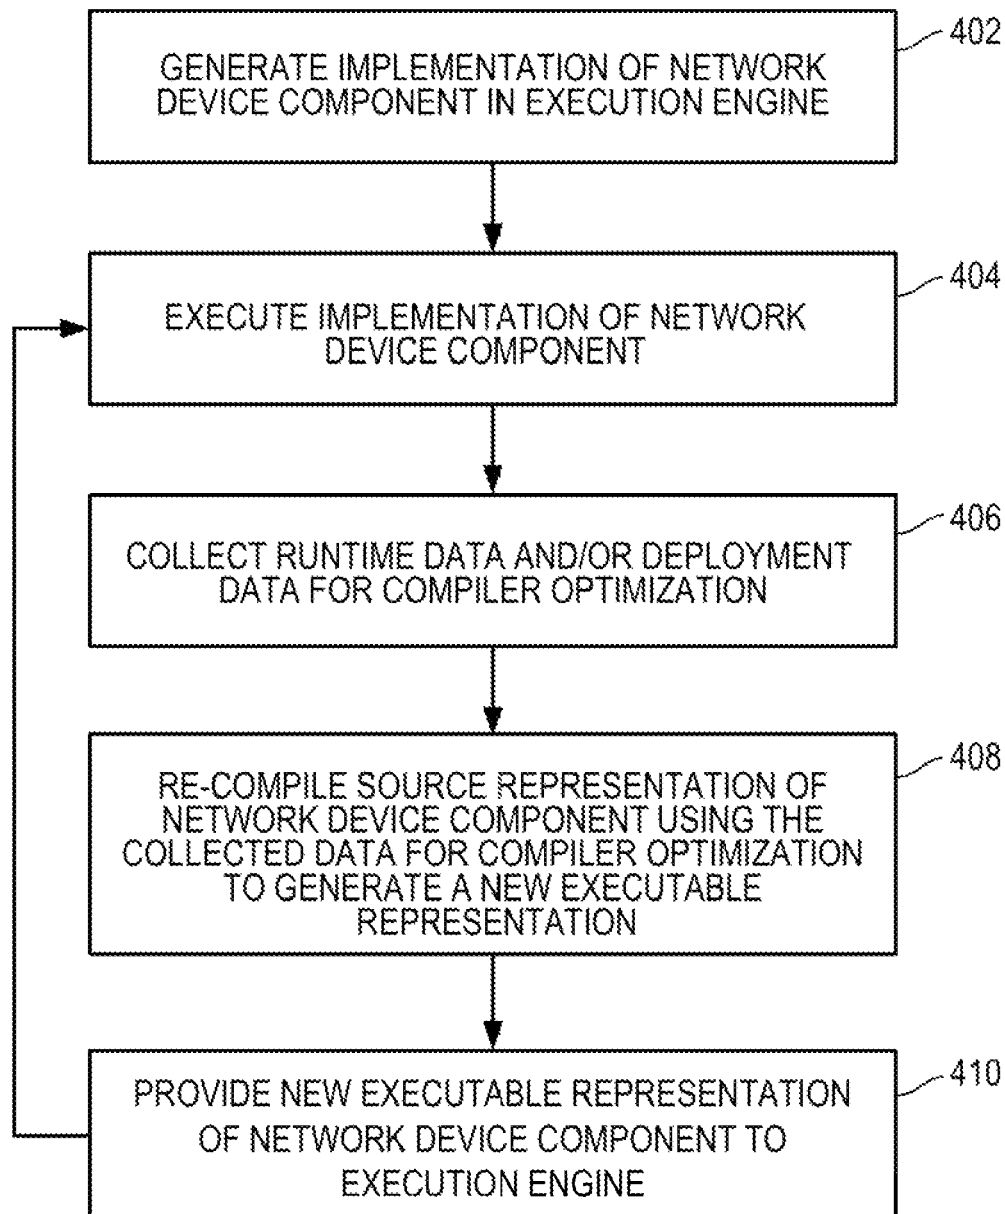 402
GENERATE IMPLEMENTATION OF NETWORK
DEVICE COMPONENT IN EXECUTION ENGINE
404
EXECUTE IMPLEMENTATION OF NETWORK
DEVICE COMPONENT
406
COLLECT RUNTIME DATA AND/OR DEPLOYMENT
DATA FOR COMPILER OPTIMIZATION
408
RE-COMPILE SOURCE REPRESENTATION OF
NETWORK DEVICE COMPONENT USING THE
COLLECTED DATA FOR COMPILER OPTIMIZATION
TO GENERATE A NEW EXECUTABLE
REPRESENTATION
410
PROVIDE NEW EXECUTABLE REPRESENTATION
OF NETWORK DEVICE COMPONENT TO
EXECUTION ENGINE